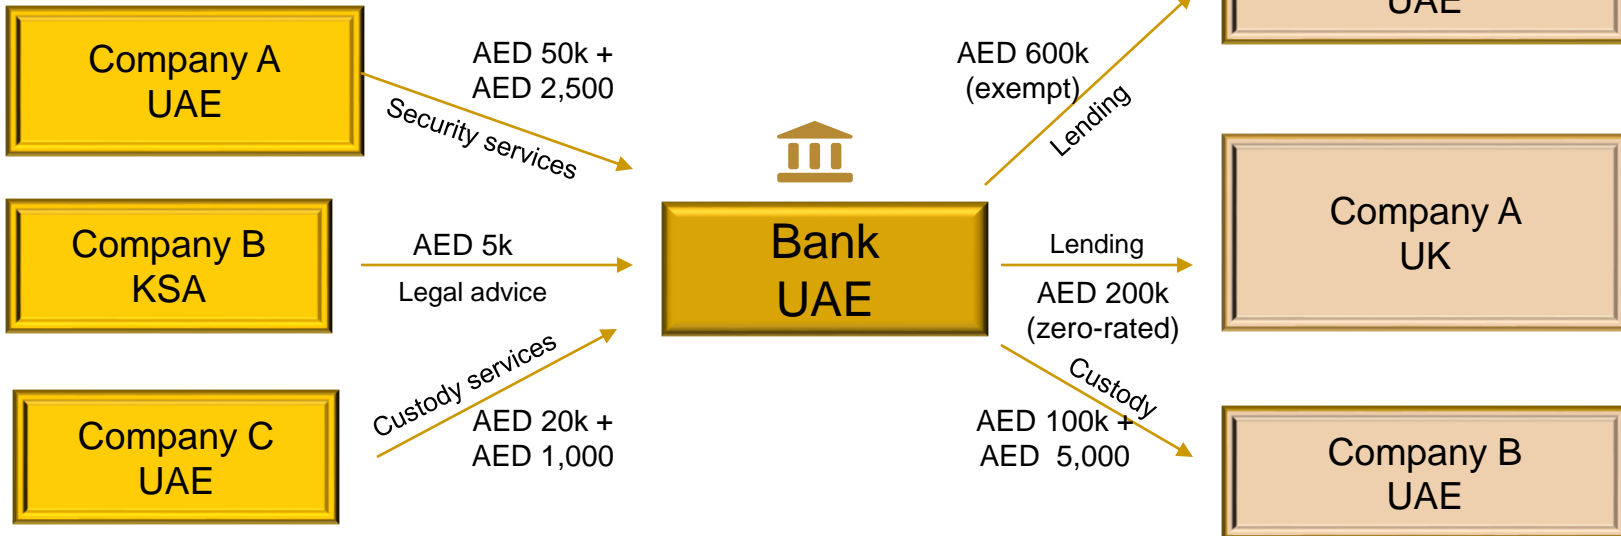 UAE
Company A
UAE
AED 50k +
AED 2,500
Security services
AED 600k
(exempt)
Lending
Company B
KSA
AED 5k
Legal advice
Bank
UAE
Lending
AED 200k
(zero-rated)
Company A
UK
Company C
UAE
Custody services
AED 20k +
AED 1,000
Custody
AED 100k +
AED 5,000
Company B
UAE